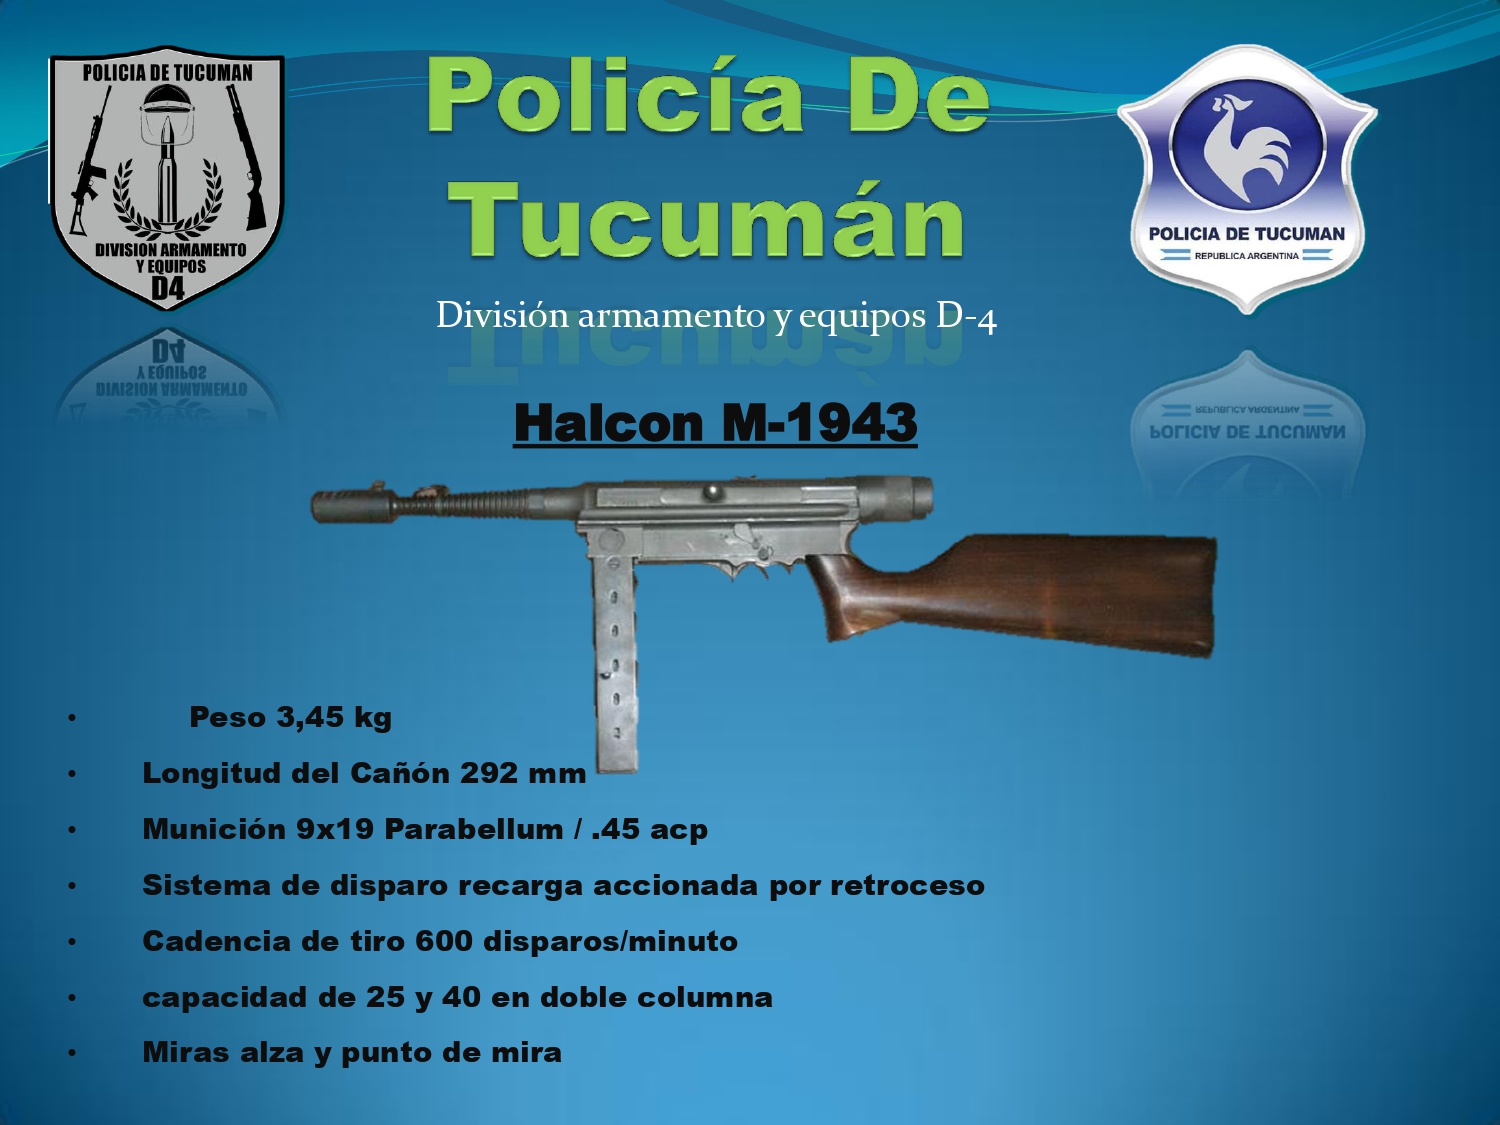 POLICIA DE TUCUMAN
DIVISION ARMAMENTO
Y EQUIPOS
D4
Policía De
Tucumán
POLICIA DE TUCUMAN
REPUBLICA ARGENTINA
División armamento y equipos D-4
Halcon M-1943
• Peso 3,45 kg
• Longitud del Cañón 292 mm
• Munición 9x19 Parabellum / .45 acp
• Sistema de disparo recarga accionada por retroceso
• Cadencia de tiro 600 disparos/minuto
• capacidad de 25 y 40 en doble columna
• Miras alza y punto de mira